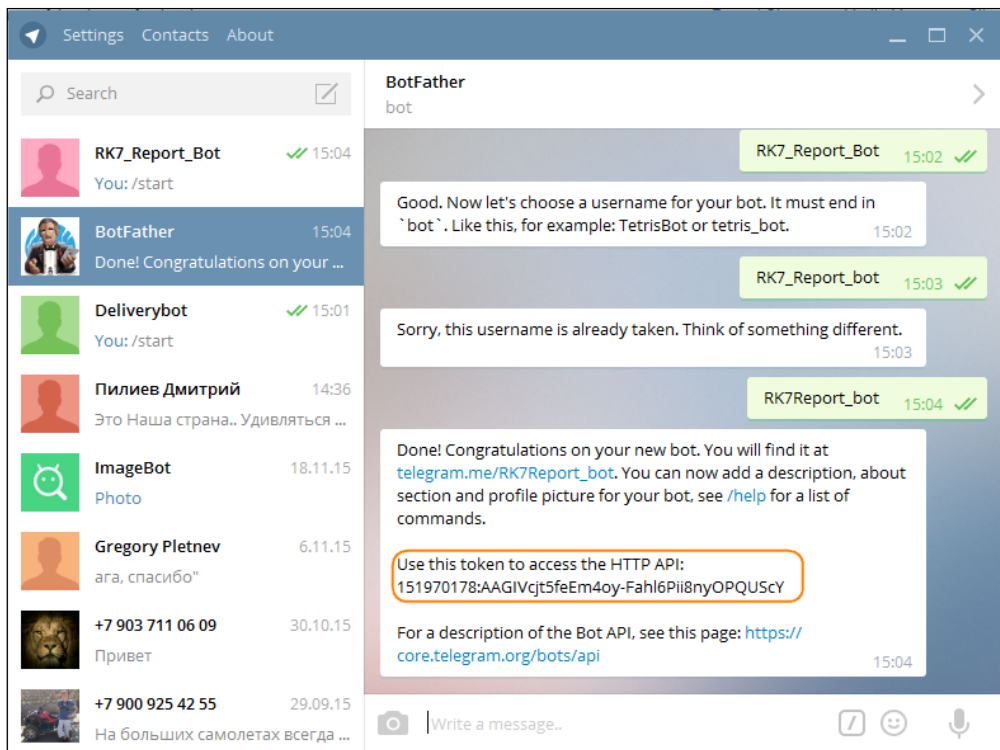 Settings Contacts About
Search
RK7_Report_Bot 15:04
You: /start
BotFather 15:04
Done! Congratulations on your ...
Deliverybot 15:01
You: /start
Пилиев Дмитрий 14:36
Это Наша страна.. Удивляться ...
ImageBot 18.11.15
Photo
Gregory Pletnev 6.11.15
ага, спасибо"
+7 903 711 06 09 30.10.15
Привет
+7 900 925 42 55 29.09.15
На больших самолетах всегда ...
BotFather
bot
RK7_Report_Bot 15:02
Good. Now let's choose a username for your bot. It must end in
`bot`. Like this, for example: TetrisBot or tetris_bot.
15:02
RK7_Report_bot 15:03
Sorry, this username is already taken. Think of something different.
15:03
RK7Report_bot 15:04
Done! Congratulations on your new bot. You will find it at
telegram.me/RK7Report_bot. You can now add a description, about
section and profile picture for your bot, see /help for a list of
commands.
Use this token to access the HTTP API:
151970178:AAGIVcjt5feEm4oy-Fahl6Pii8nyOPQUScY
For a description of the Bot API, see this page: https://
core.telegram.org/bots/api
15:04
Write a message..